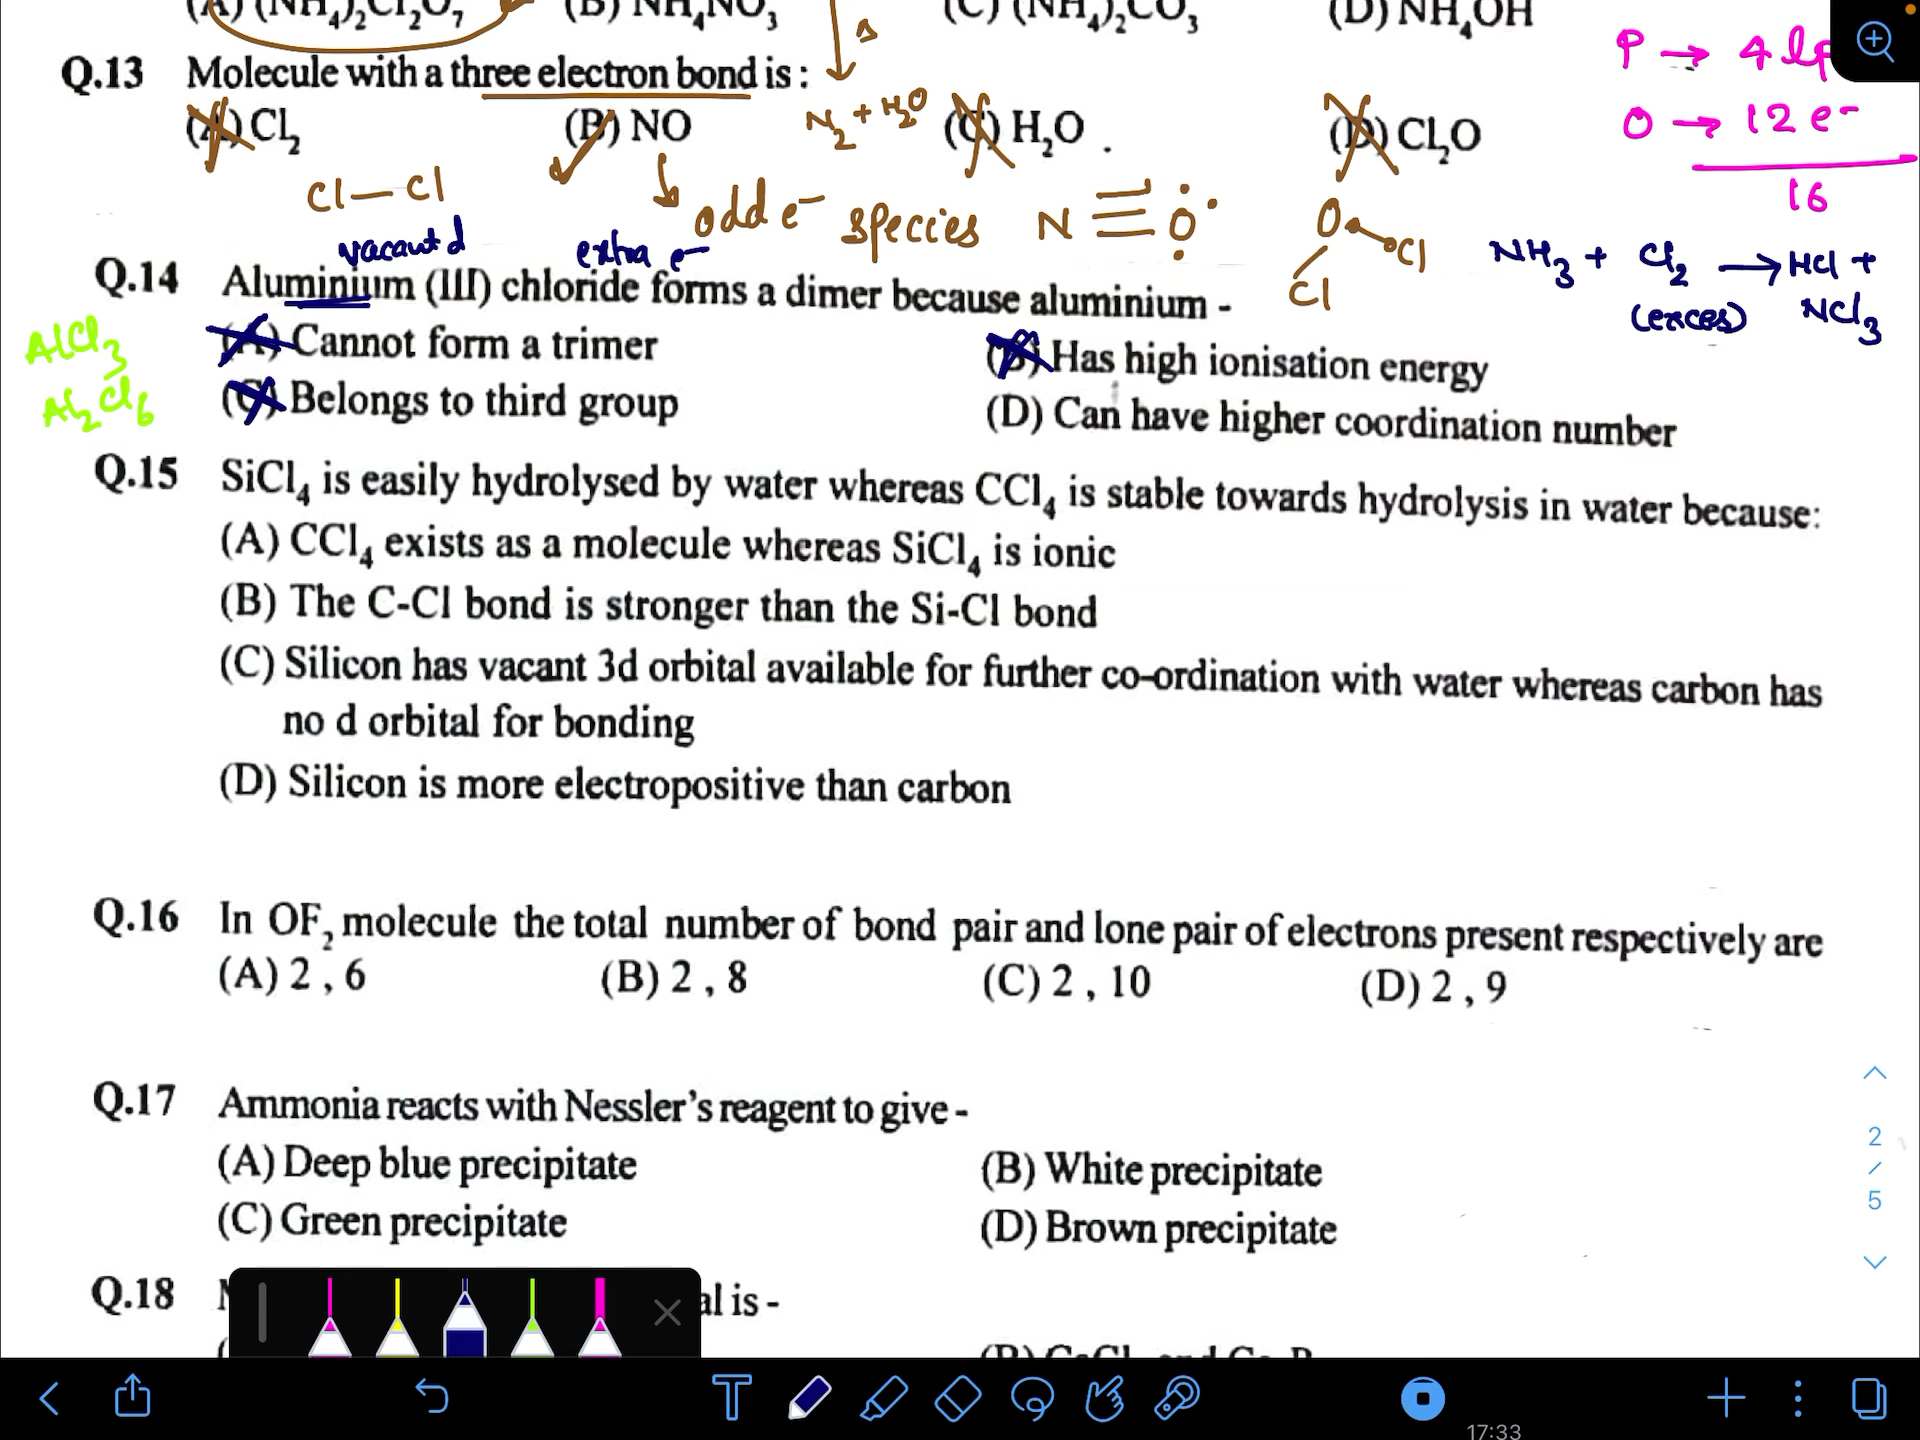 (A) (NH₄)₂Cr₂O₇ (B) NH₄NO₃ (C) (NH₄)₂CO₃ (D) NH₄OH
P → 4 lp
Q.13 Molecule with a three electron bond is :
Δ
O → 12 e⁻
(A) Cl₂ (B) NO (C) H₂O . (D) Cl₂O
N₂ + H₂O
16
Cl — Cl
odd e⁻ species N ≡ O
O Cl
Cl
vacant d extra e⁻
NH₃ + Cl₂ → HCl +
(exces) NCl₃
Q.14 Aluminium (III) chloride forms a dimer because aluminium -
AlCl₃
(A) Cannot form a trimer (B) Has high ionisation energy
Al₂Cl₆
(C) Belongs to third group (D) Can have higher coordination number
Q.15 SiCl₄ is easily hydrolysed by water whereas CCl₄ is stable towards hydrolysis in water because:
(A) CCl₄ exists as a molecule whereas SiCl₄ is ionic
(B) The C-Cl bond is stronger than the Si-Cl bond
(C) Silicon has vacant 3d orbital available for further co-ordination with water whereas carbon has
no d orbital for bonding
(D) Silicon is more electropositive than carbon
Q.16 In OF₂ molecule the total number of bond pair and lone pair of electrons present respectively are
(A) 2 , 6 (B) 2 , 8 (C) 2 , 10 (D) 2 , 9
Q.17 Ammonia reacts with Nessler's reagent to give -
(A) Deep blue precipitate (B) White precipitate
(C) Green precipitate (D) Brown precipitate
2
/
5
Q.18 al is -
17:33